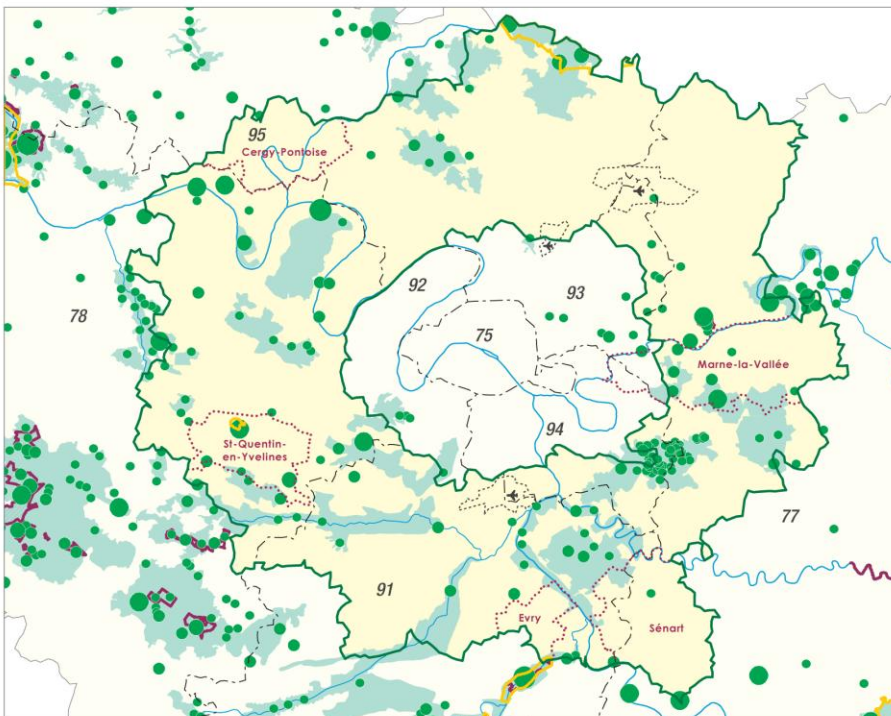 95
Cergy-Pontoise
92
93
78
75
Marne-la-Vallée
94
St-Quentin-
en-Yvelines
77
91
Evry
Sénart